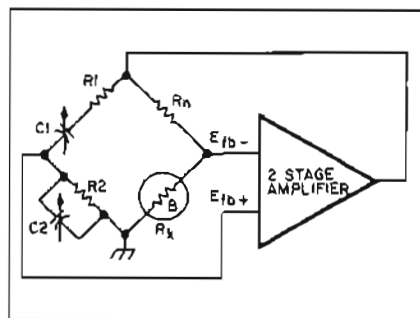 R1
C1
Rn
Efb-
2 STAGE
AMPLIFIER
R2
Efb+
B
C2
Rx